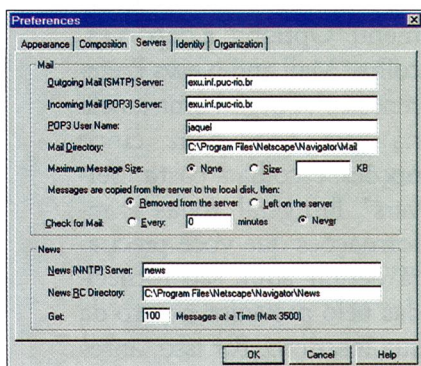 Preferences
Appearance Composition Servers Identity Organization
Mail
Outgoing Mail (SMTP) Server: exu.inf.puc-rio.br
Incoming Mail (POP3) Server: exu.inf.puc-rio.br
POP3 User Name: jaquei
Mail Directory: C:\Program Files\Netscape\Navigator\Mail
Maximum Message Size: None Size: KB
Messages are copied from the server to the local disk, then:
Removed from the server Left on the server
Check for Mail: Every: 0 minutes Never
News
News (NNTP) Server: news
News RC Directory: C:\Program Files\Netscape\Navigator\News
Get: 100 Messages at a Time (Max 3500)
OK Cancel Help